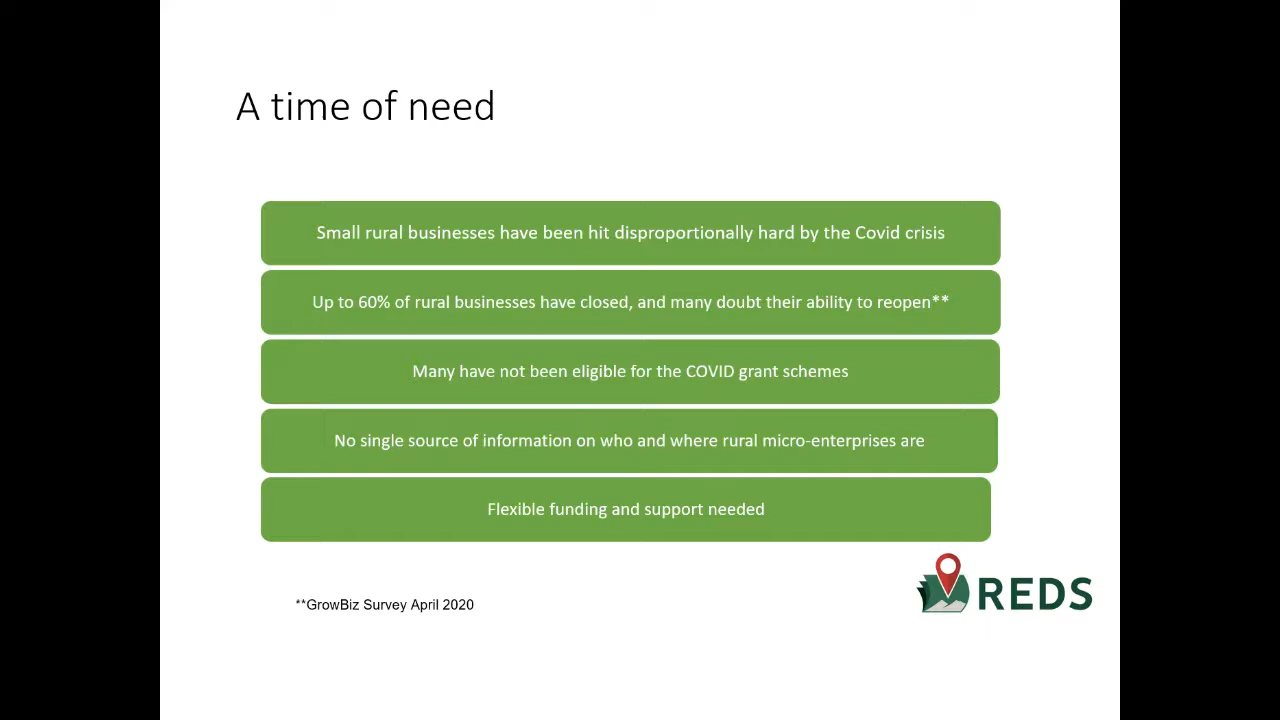 A time of need
Small rural businesses have been hit disproportionally hard by the Covid crisis
Up to 60% of rural businesses have closed, and many doubt their ability to reopen**
Many have not been eligible for the COVID grant schemes
No single source of information on who and where rural micro-enterprises are
Flexible funding and support needed
**GrowBiz Survey April 2020
REDS